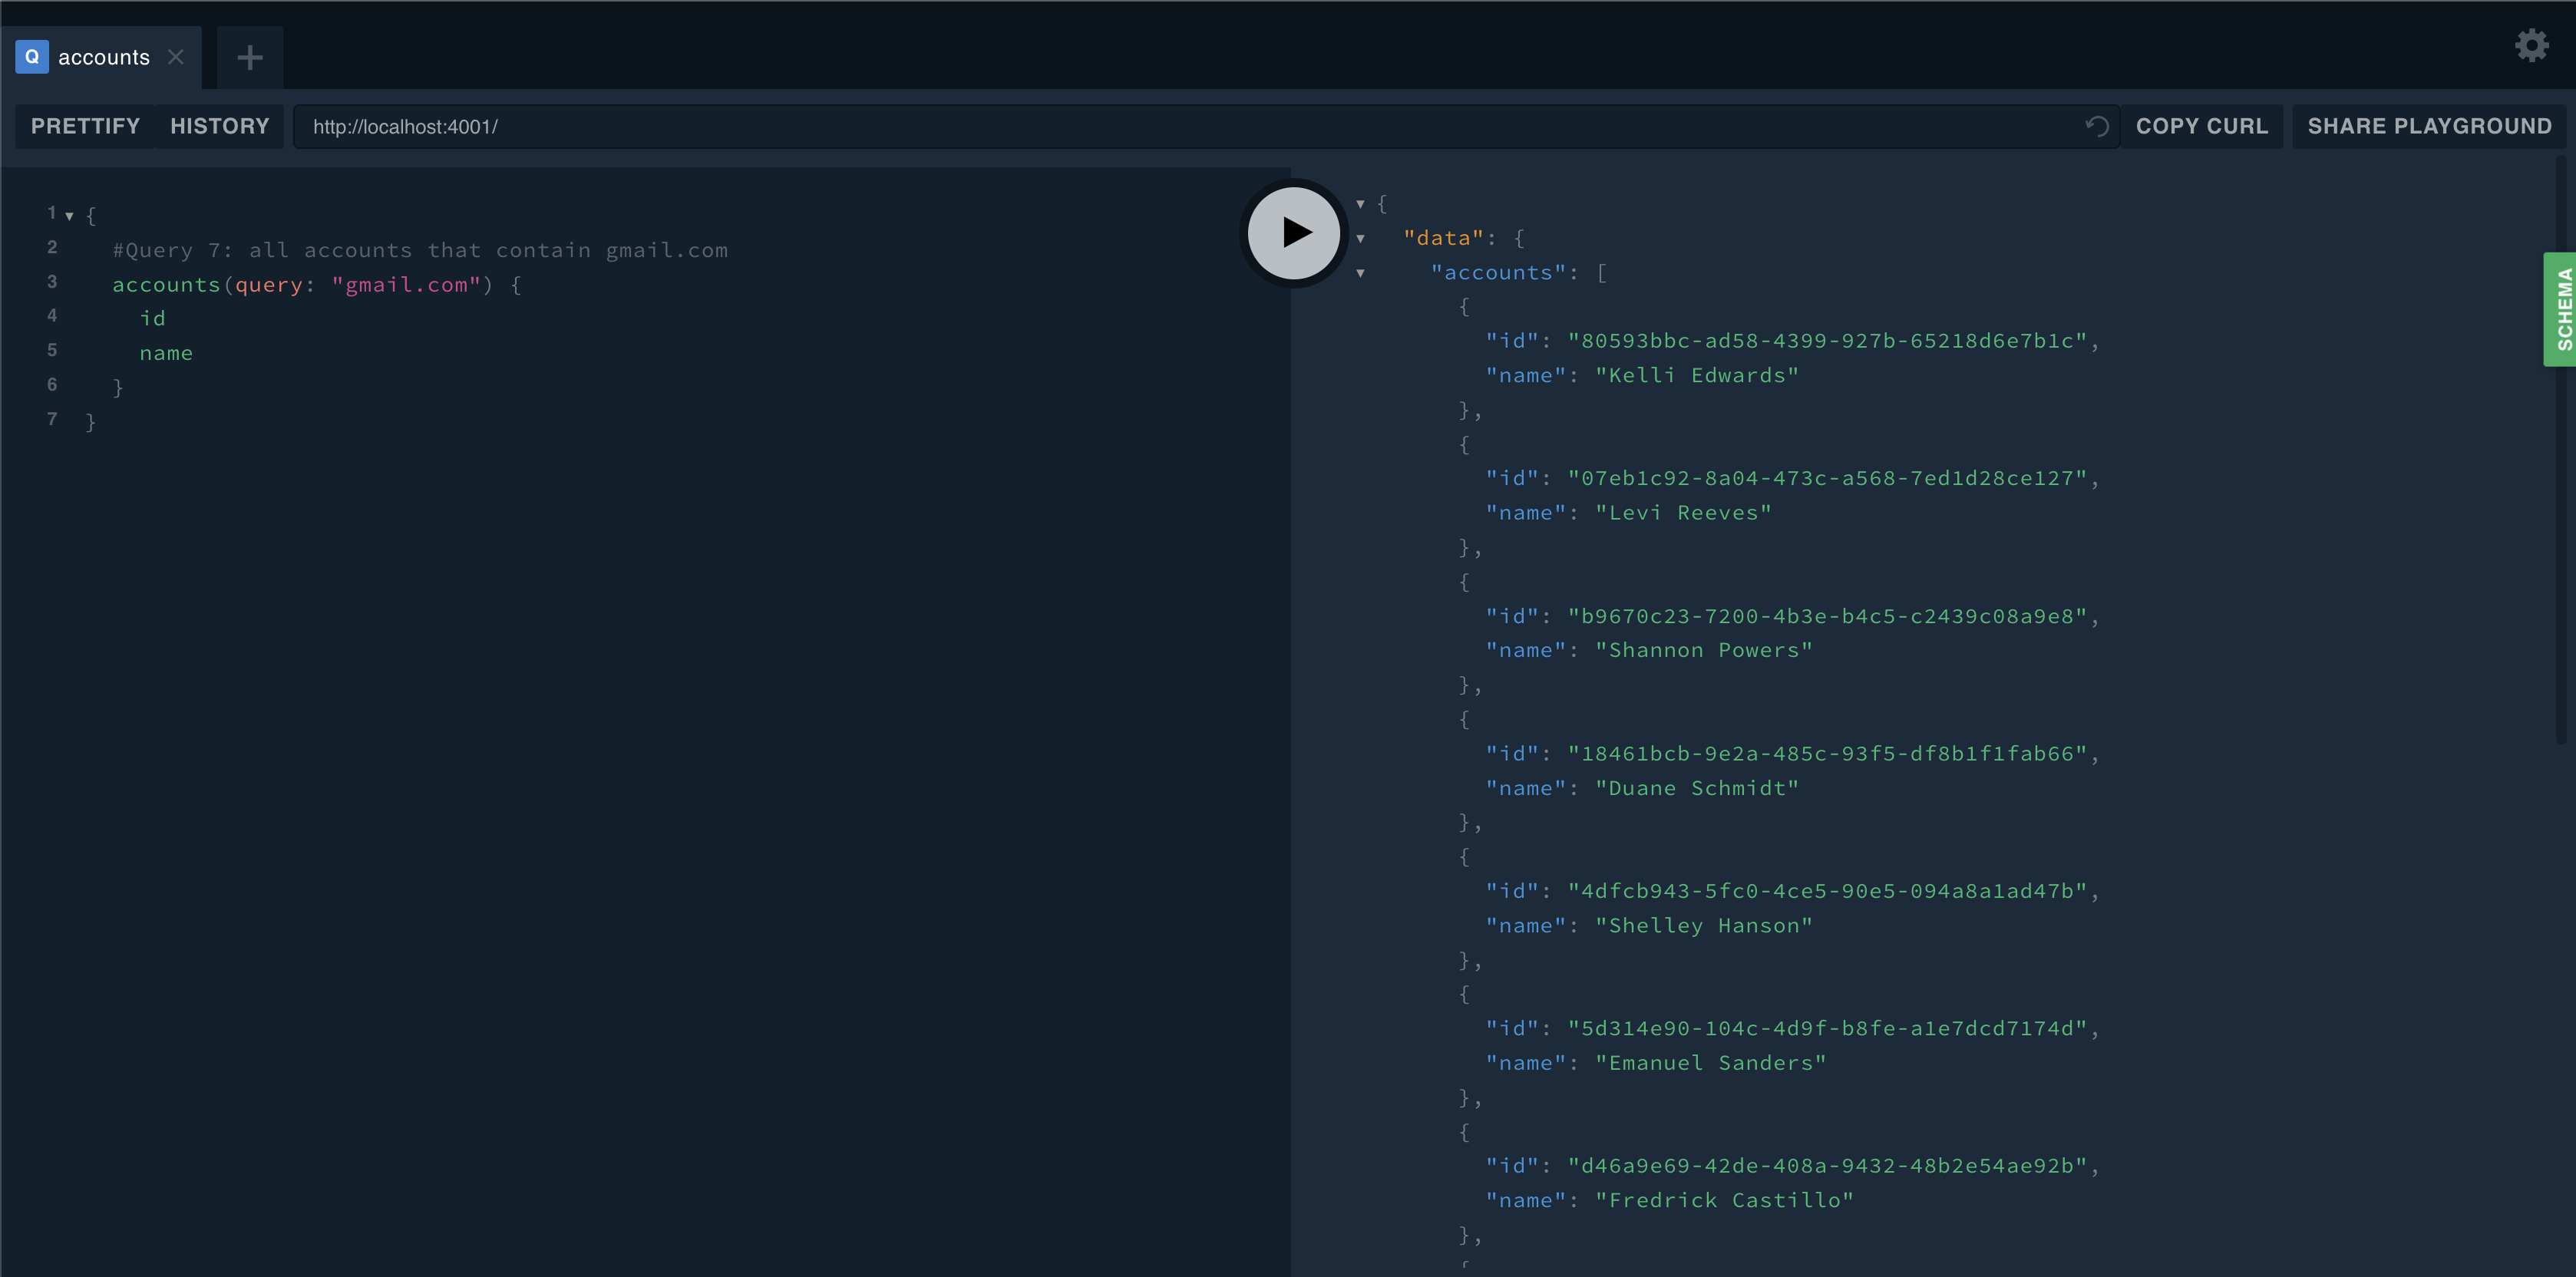 Q accounts
PRETTIFY HISTORY http://localhost:4001/ COPY CURL SHARE PLAYGROUND
1 {
2 #Query 7: all accounts that contain gmail.com
3 accounts(query: "gmail.com") {
4 id
5 name
6 }
7 }
{
"data": {
"accounts": [
{
"id": "80593bbc-ad58-4399-927b-65218d6e7b1c",
"name": "Kelli Edwards"
},
{
"id": "07eb1c92-8a04-473c-a568-7ed1d28ce127",
"name": "Levi Reeves"
},
{
"id": "b9670c23-7200-4b3e-b4c5-c2439c08a9e8",
"name": "Shannon Powers"
},
{
"id": "18461bcb-9e2a-485c-93f5-df8b1f1fab66",
"name": "Duane Schmidt"
},
{
"id": "4dfcb943-5fc0-4ce5-90e5-094a8a1ad47b",
"name": "Shelley Hanson"
},
{
"id": "5d314e90-104c-4d9f-b8fe-a1e7dcd7174d",
"name": "Emanuel Sanders"
},
{
"id": "d46a9e69-42de-408a-9432-48b2e54ae92b",
"name": "Fredrick Castillo"
},
{
SCHEMA